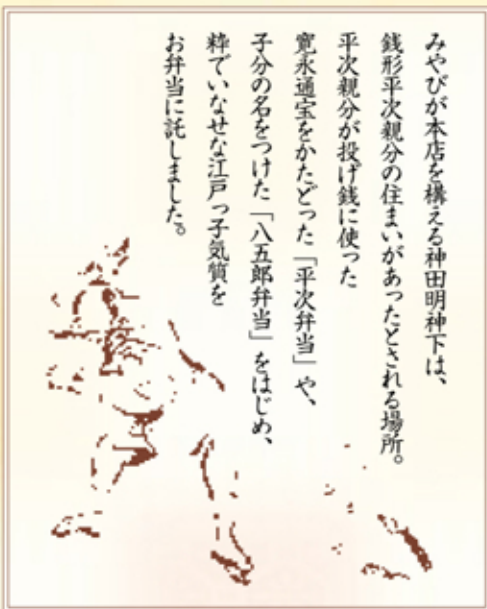 みやびが本店を構える神田明神下は、
銭形平次親分の住まいがあったとされる場所。
平次親分が投げ銭に使った
寛永通宝をかたどった「平次弁当」や、
子分の名をつけた「八五郎弁当」をはじめ、
粋でいなせな江戸っ子気質を
お弁当に託しました。